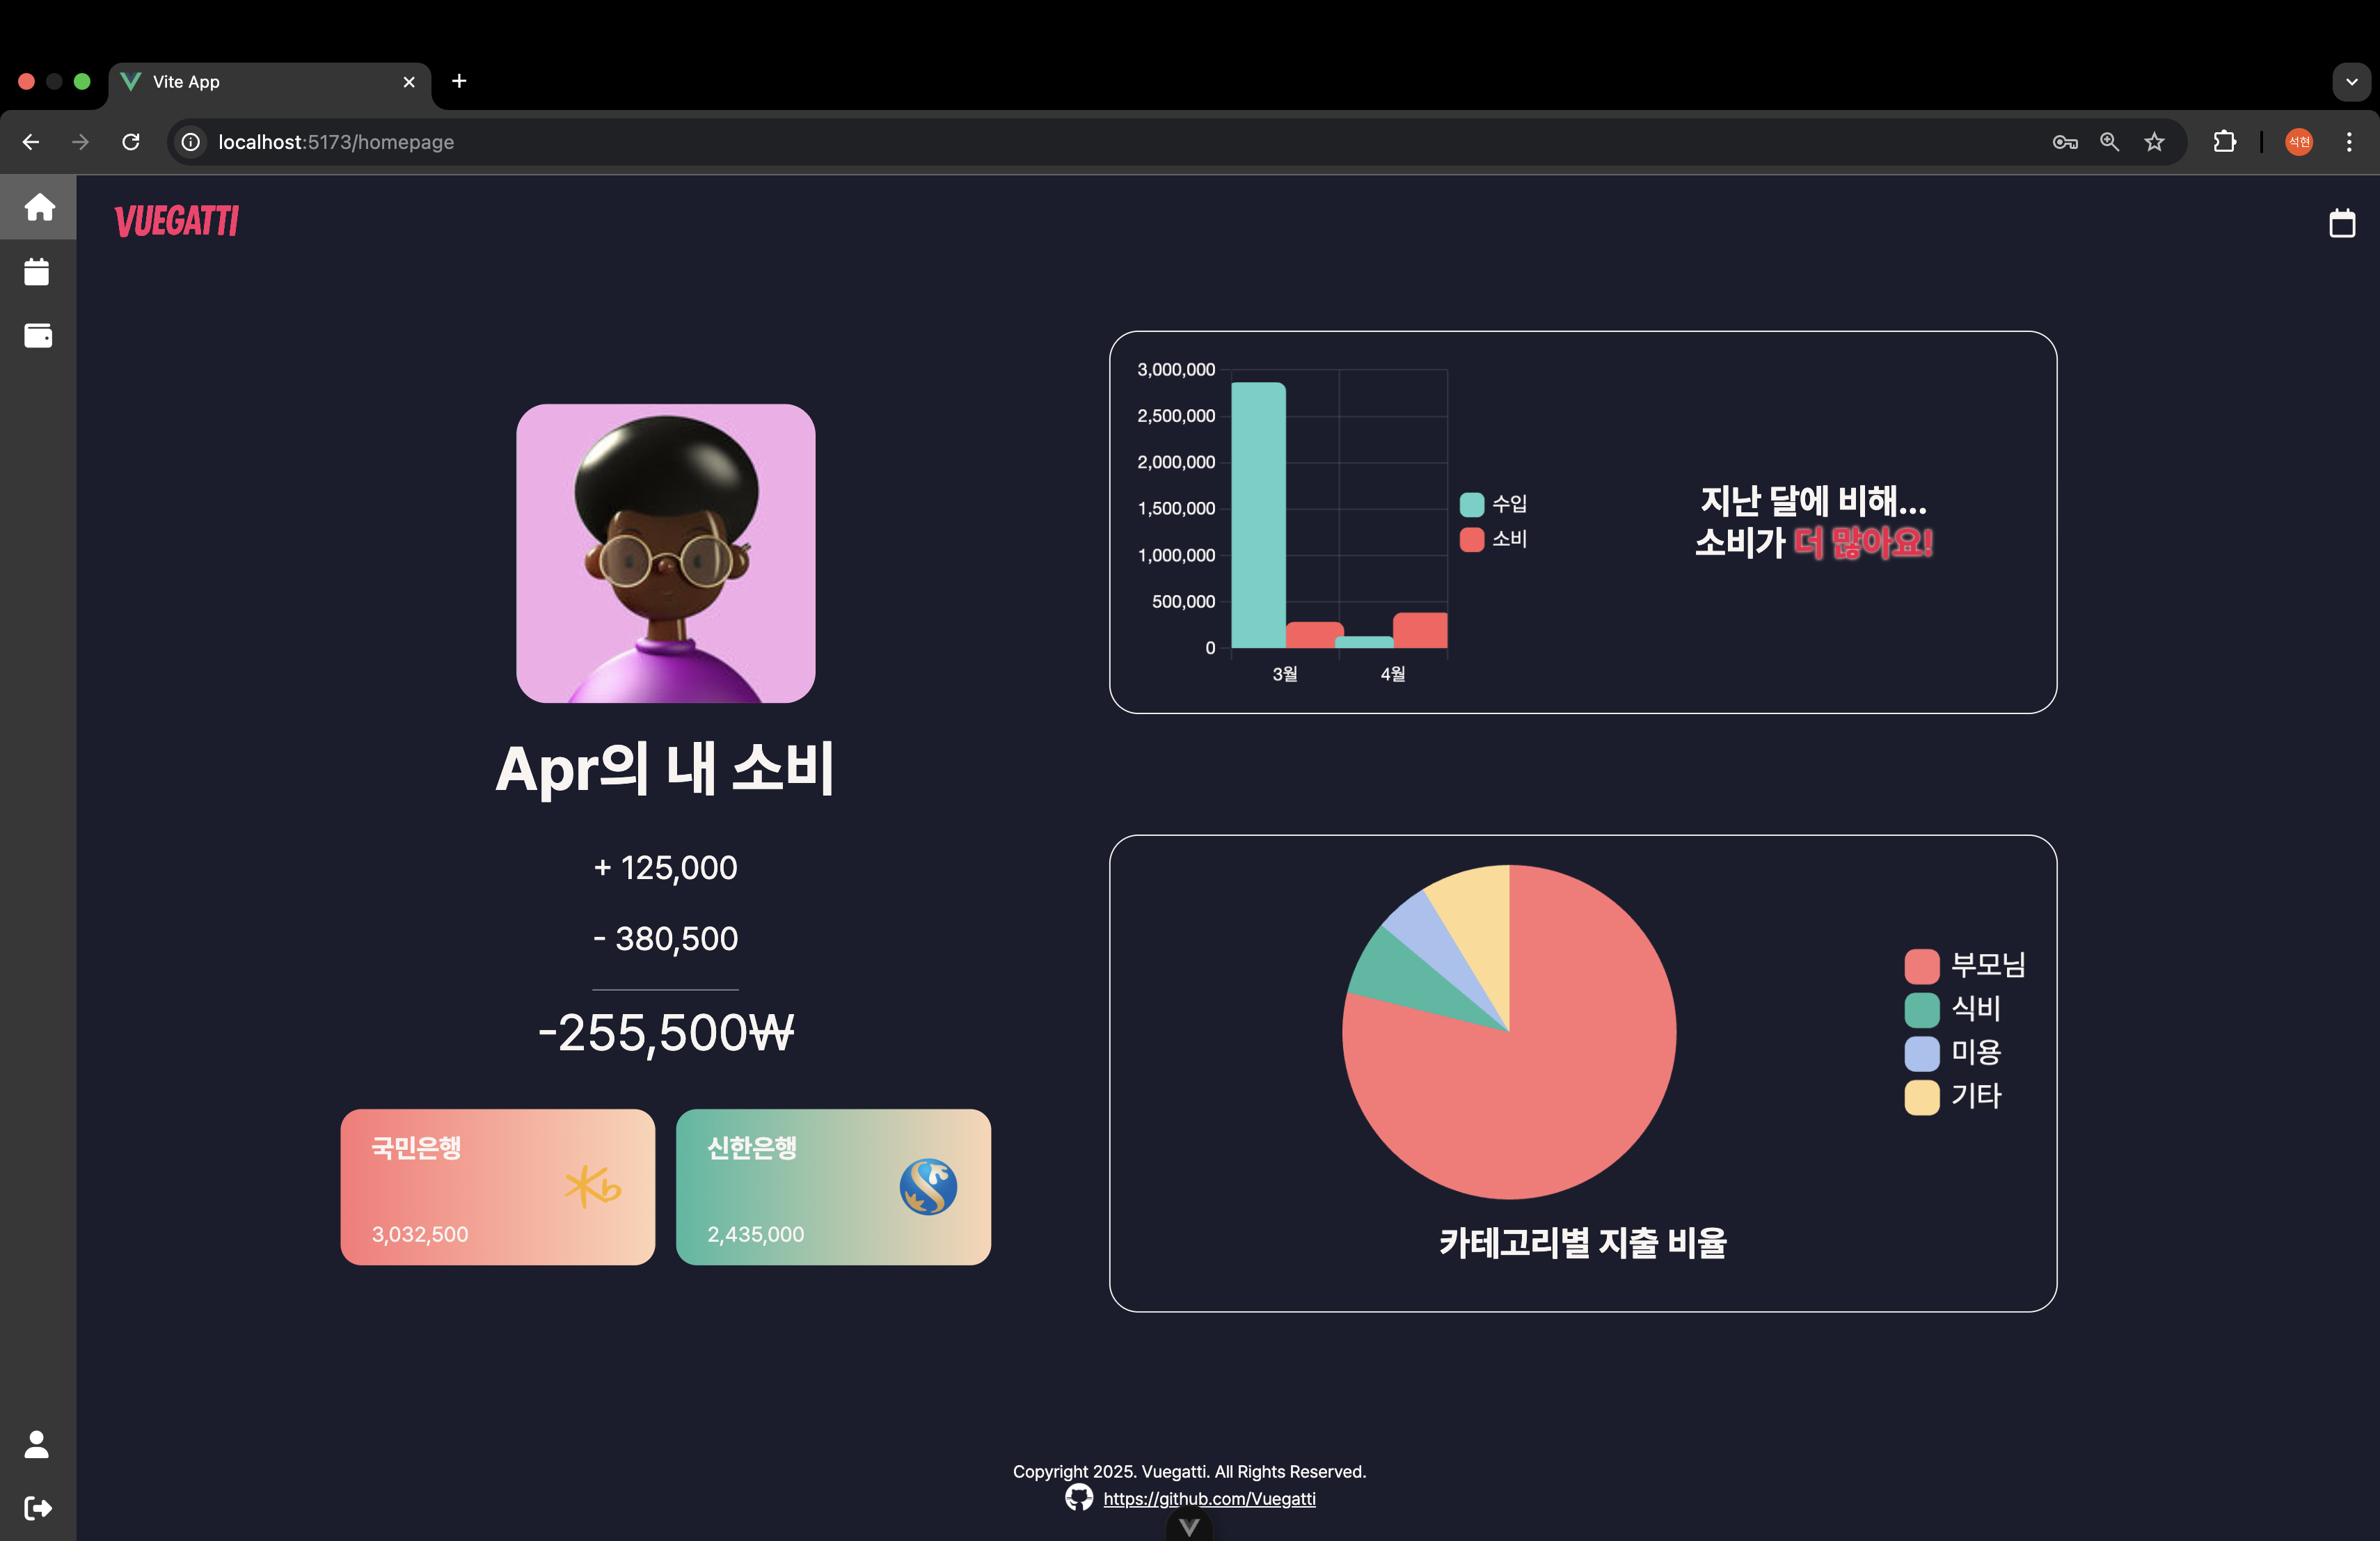 Vite App
localhost:5173/homepage
석현
VUEGATTI
Apr의 내 소비
+ 125,000
- 380,500
-255,500₩
국민은행
3,032,500
신한은행
2,435,000
3,000,000
2,500,000
2,000,000
1,500,000
1,000,000
500,000
0
3월 4월
수입
소비
지난 달에 비해...
소비가 더 많아요!
부모님
식비
미용
기타
카테고리별 지출 비율
Copyright 2025. Vuegatti. All Rights Reserved.
https://github.com/Vuegatti